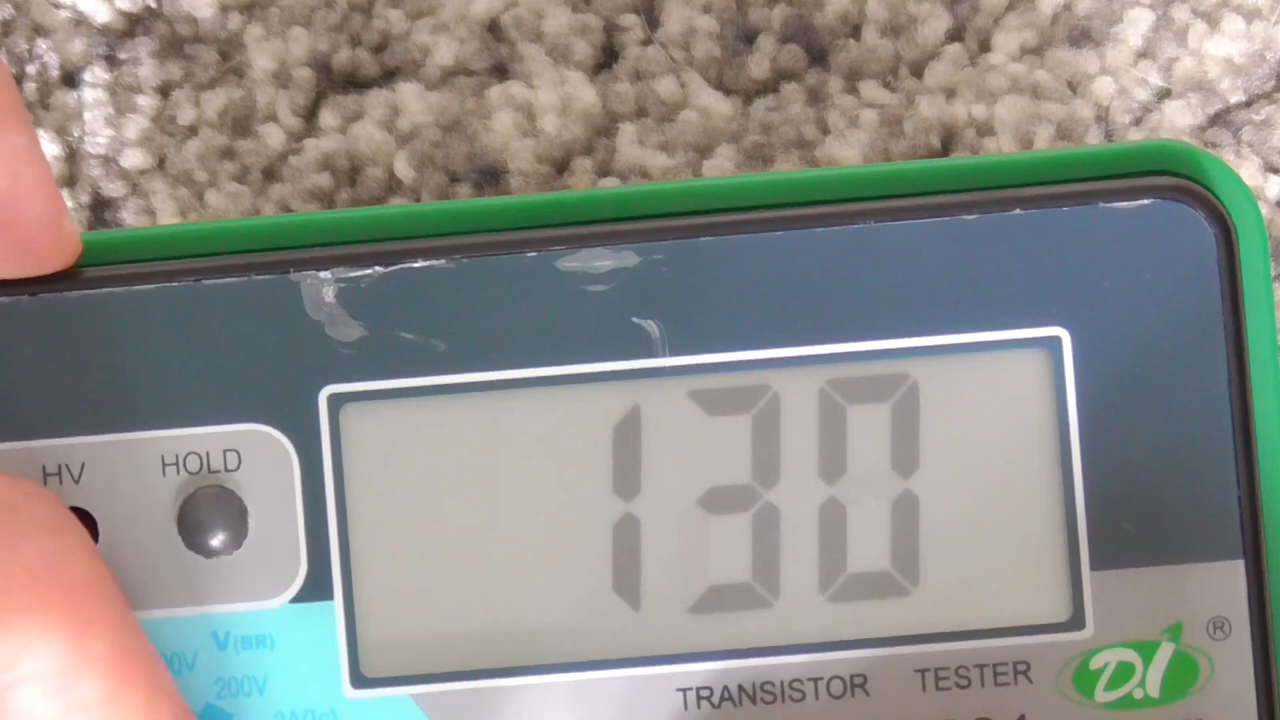 130
HV HOLD
V(BR)
200V
TRANSISTOR TESTER
D.I ®